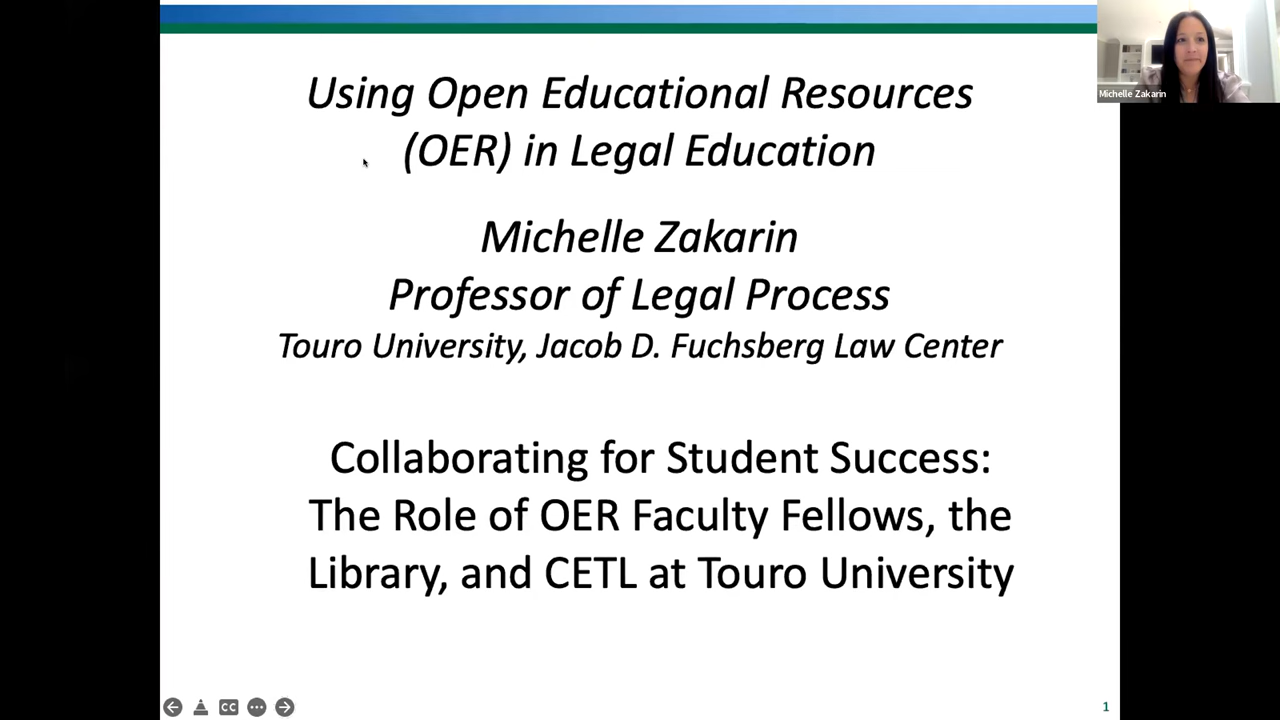 Using Open Educational Resources
(OER) in Legal Education
Michelle Zakarin
Professor of Legal Process
Touro University, Jacob D. Fuchsberg Law Center
Collaborating for Student Success:
The Role of OER Faculty Fellows, the
Library, and CETL at Touro University
Michelle Zakarin
CC
1